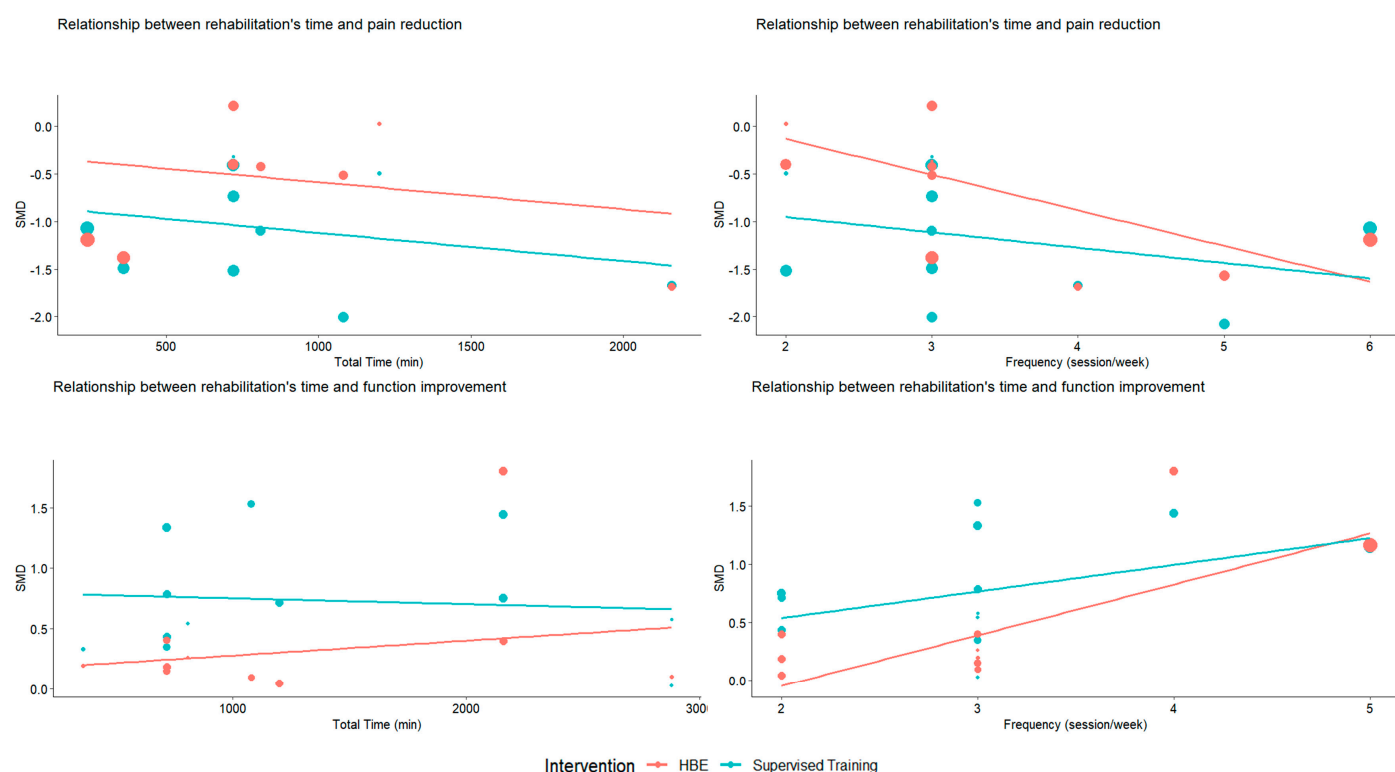 Relationship between rehabilitation's time and pain reduction
0.0
-0.5
-1.0
-1.5
-2.0
SMD
500
1000
1500
2000
Total Time (min)
Relationship between rehabilitation's time and pain reduction
0.0
-0.5
-1.0
-1.5
-2.0
SMD
2
3
4
5
6
Frequency (session/week)
Relationship between rehabilitation's time and function improvement
1.5
1.0
0.5
0.0
SMD
1000
2000
3000
Total Time (min)
Relationship between rehabilitation's time and function improvement
1.5
1.0
0.5
0.0
SMD
2
3
4
5
Frequency (session/week)
Intervention HBE Supervised Training